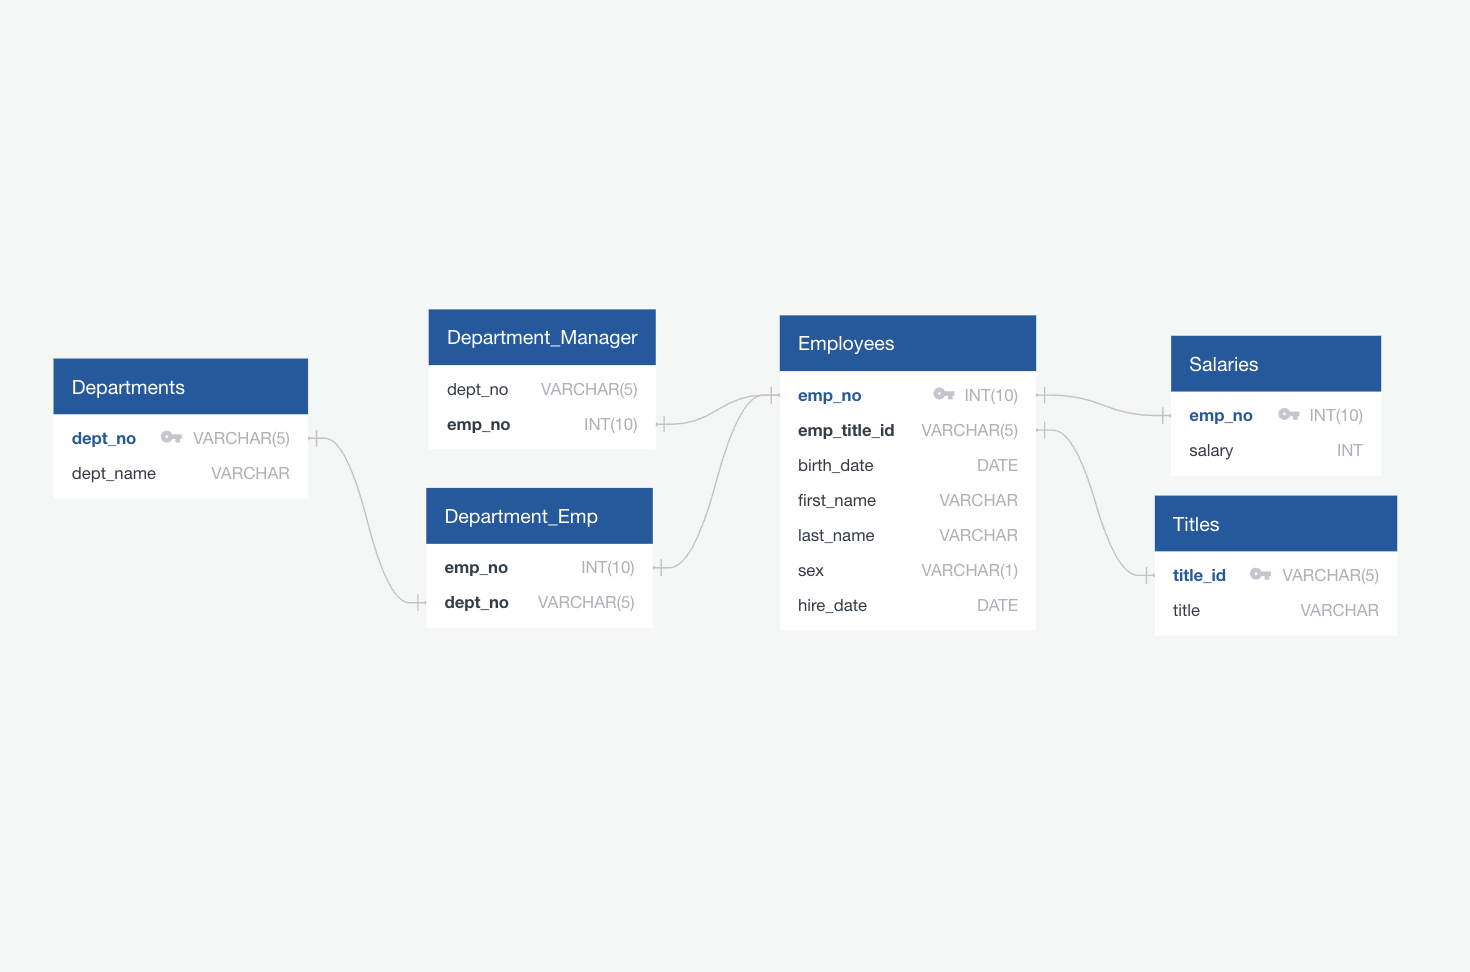 Departments
dept_no VARCHAR(5)
dept_name VARCHAR
Department_Manager
dept_no VARCHAR(5)
emp_no INT(10)
Department_Emp
emp_no INT(10)
dept_no VARCHAR(5)
Employees
emp_no INT(10)
emp_title_id VARCHAR(5)
birth_date DATE
first_name VARCHAR
last_name VARCHAR
sex VARCHAR(1)
hire_date DATE
Salaries
emp_no INT(10)
salary INT
Titles
title_id VARCHAR(5)
title VARCHAR